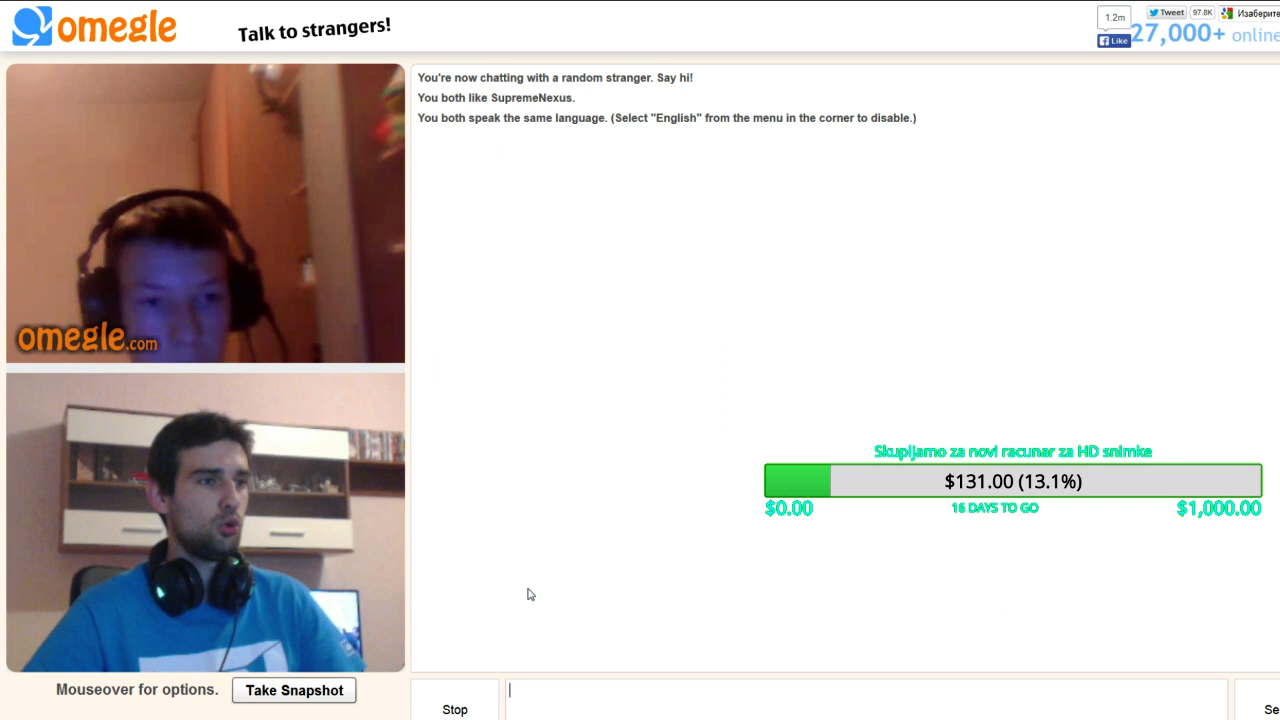 omegle
Talk to strangers!
1.2m
Like
Tweet
97.8K
Изаберите
27,000+ online
You're now chatting with a random stranger. Say hi!
You both like SupremeNexus.
You both speak the same language. (Select "English" from the menu in the corner to disable.)
omegle.com
Skupljamo za novi racunar za HD snimke
$131.00 (13.1%)
$0.00
16 DAYS TO GO
$1,000.00
Mouseover for options.
Take Snapshot
Stop
Se